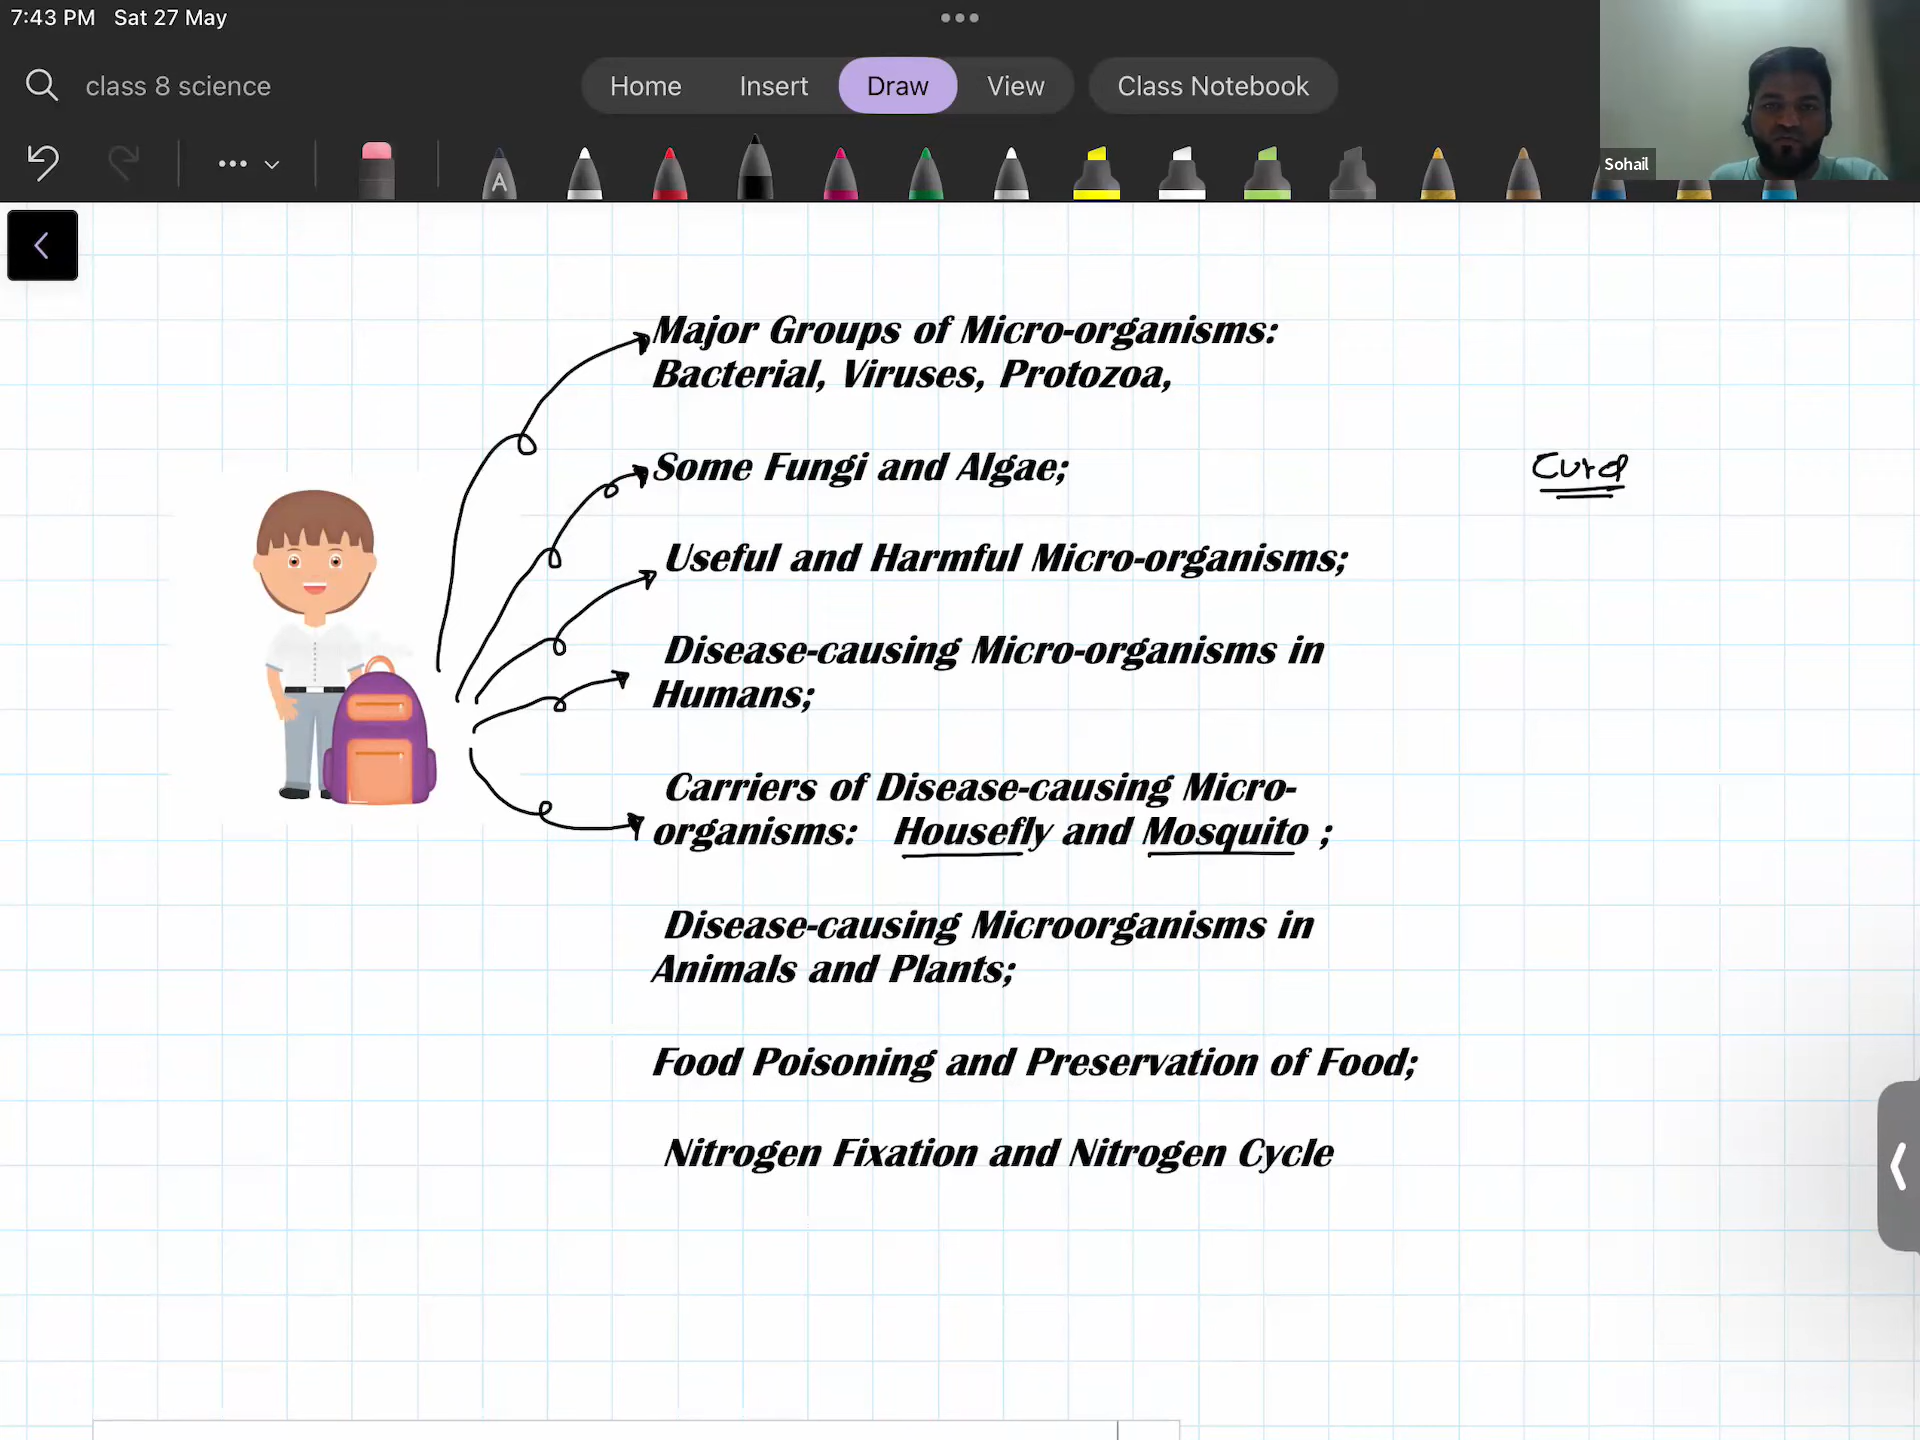 7:43 PM Sat 27 May
class 8 science
Home Insert Draw View Class Notebook
A
Sohail
Major Groups of Micro-organisms:
Bacterial, Viruses, Protozoa,
Some Fungi and Algae;
Curd
Useful and Harmful Micro-organisms;
Disease-causing Micro-organisms in
Humans;
Carriers of Disease-causing Micro-
organisms: Housefly and Mosquito ;
Disease-causing Microorganisms in
Animals and Plants;
Food Poisoning and Preservation of Food;
Nitrogen Fixation and Nitrogen Cycle